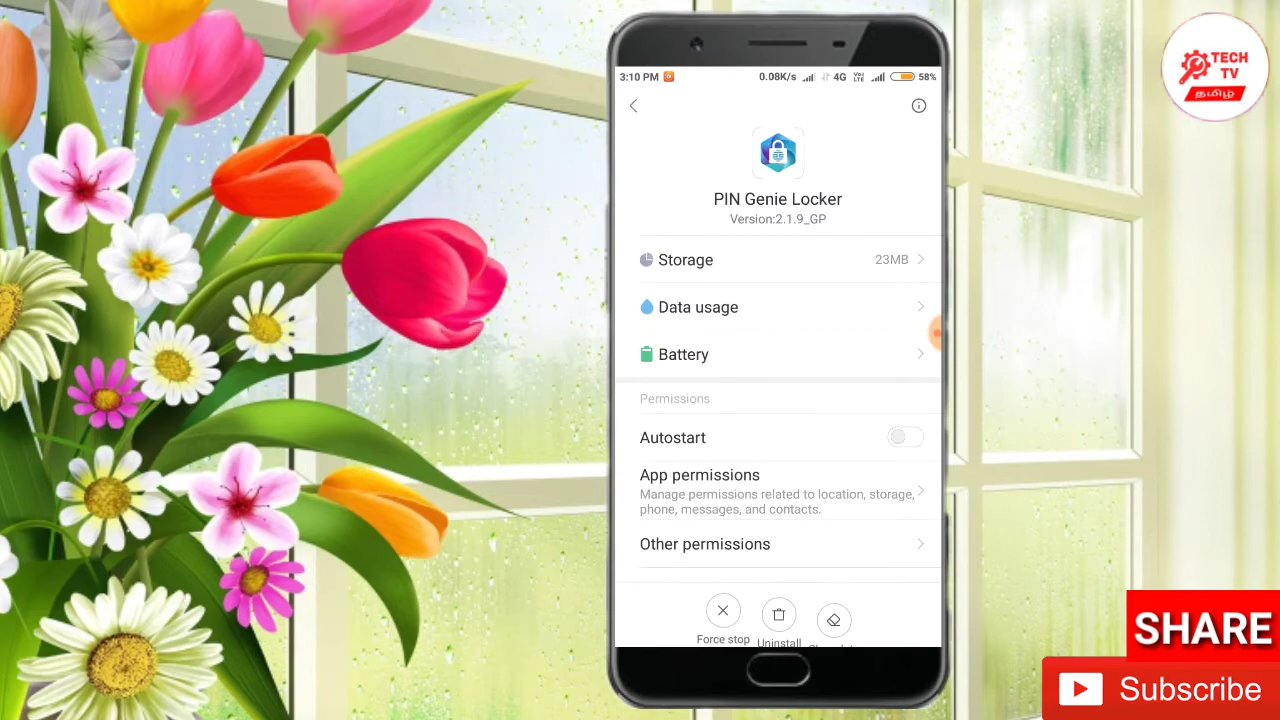 3:10 PM 0.08K/s 4G VoLTE 58%
PIN Genie Locker
Version:2.1.9_GP
Storage 23MB
Data usage
Battery
Permissions
Autostart
App permissions
Manage permissions related to location, storage,
phone, messages, and contacts.
Other permissions
Force stop Uninstall
TECH
TV
தமிழ்
SHARE
Subscribe